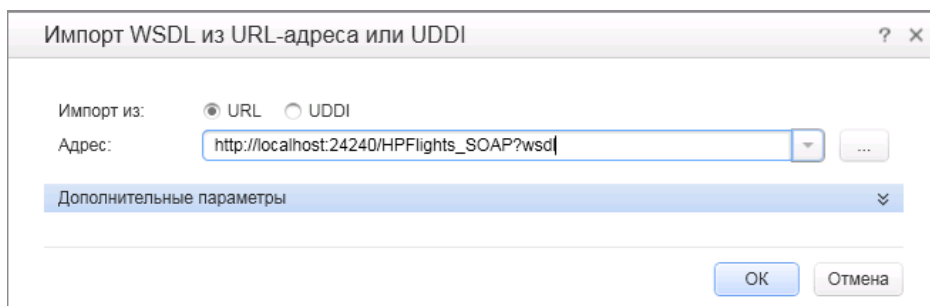 Импорт WSDL из URL-адреса или UDDI ? ×
Импорт из: URL UDDI
Адрес: http://localhost:24240/HPFlights_SOAP?wsdl ...
Дополнительные параметры
ОК Отмена